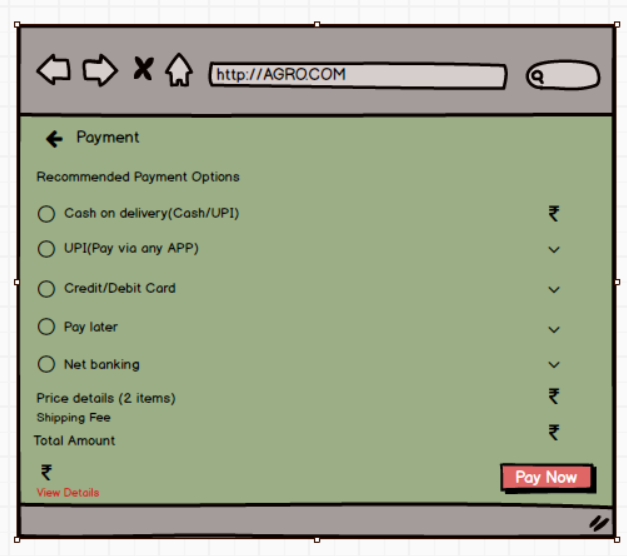 http://AGRO.COM
Payment
Recommended Payment Options
Cash on delivery(Cash/UPI) ₹
UPI(Pay via any APP)
Credit/Debit Card
Pay later
Net banking
Price details (2 items) ₹
Shipping Fee
Total Amount ₹
₹
Pay Now
View Details